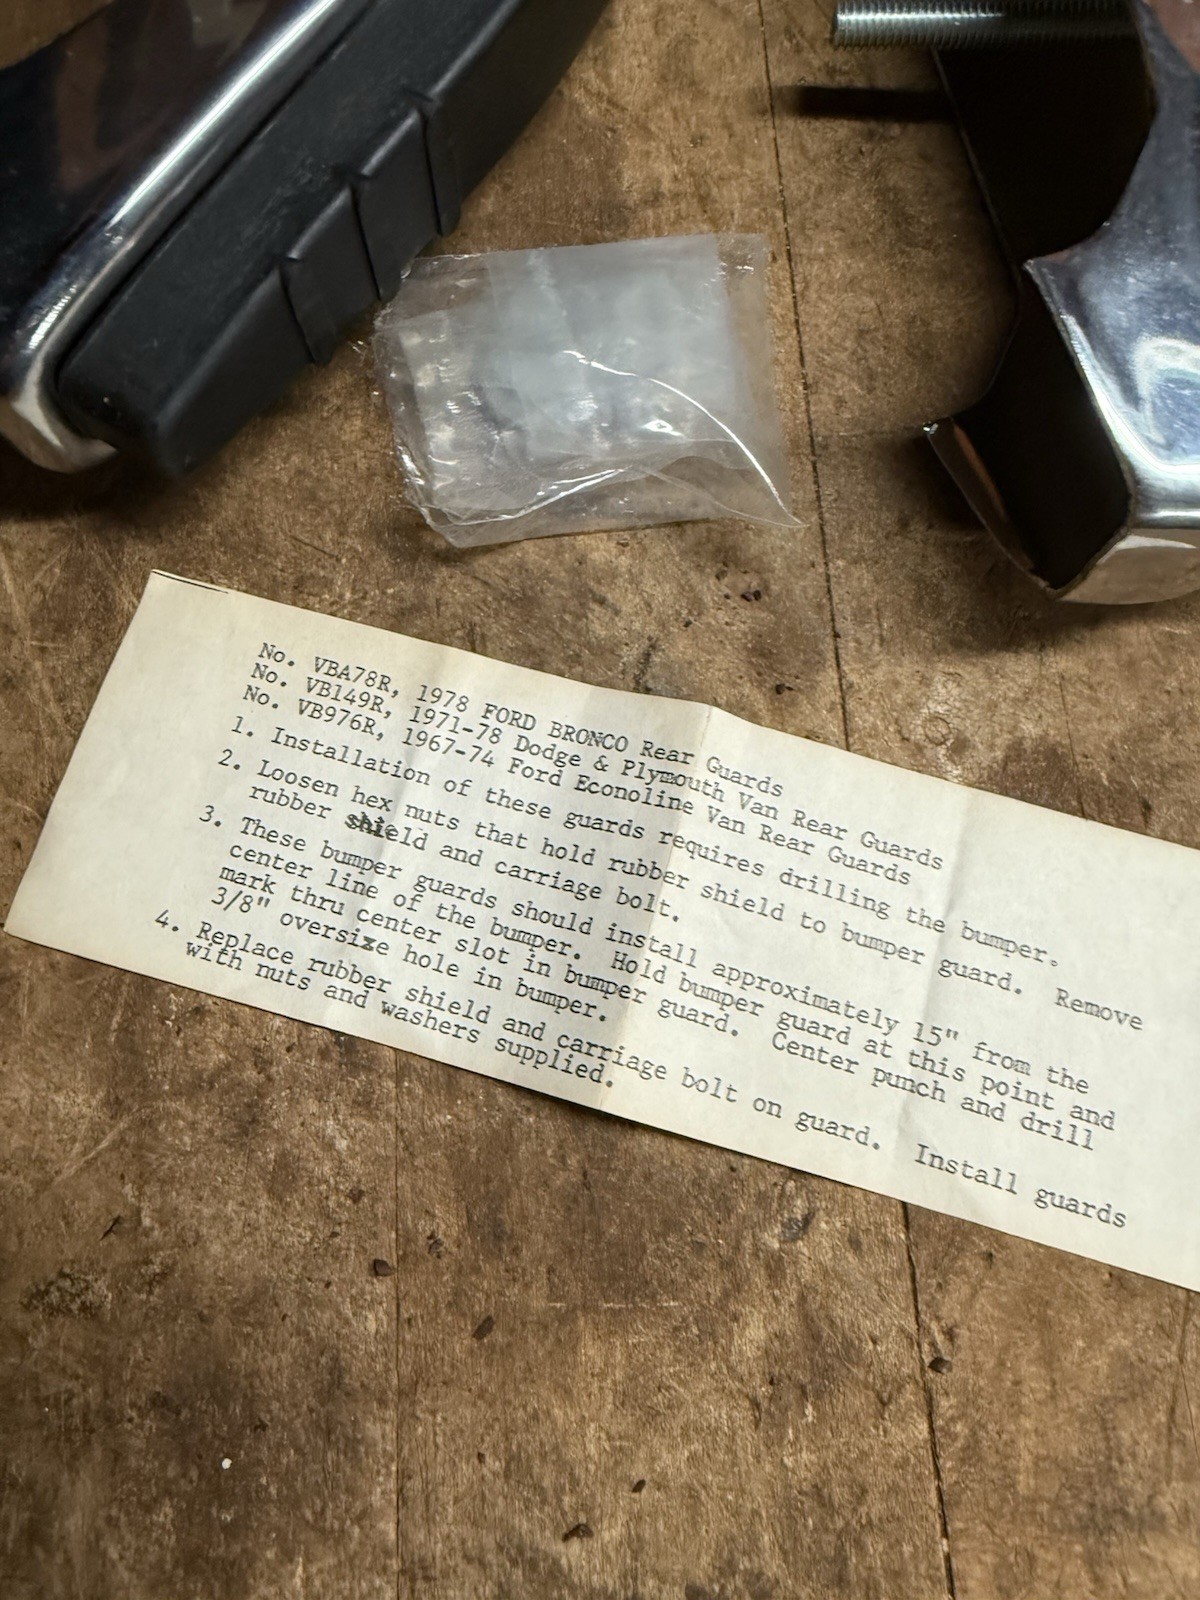 No. VBA78R, 1978 FORD BRONCO Rear Guards
No. VB149R, 1971-78 Dodge & Plymouth Van Rear Guards
No. VB976R, 1967-74 Ford Econoline Van Rear Guards
1. Installation of these guards requires drilling the bumper.
2. Loosen hex nuts that hold rubber shield to bumper guard. Remove
rubber shield and carriage bolt.
3. These bumper guards should install approximately 15" from the
center line of the bumper. Hold bumper guard at this point and
mark thru center slot in bumper guard. Center punch and drill
3/8" oversize hole in bumper.
4. Replace rubber shield and carriage bolt on guard. Install guards
with nuts and washers supplied.